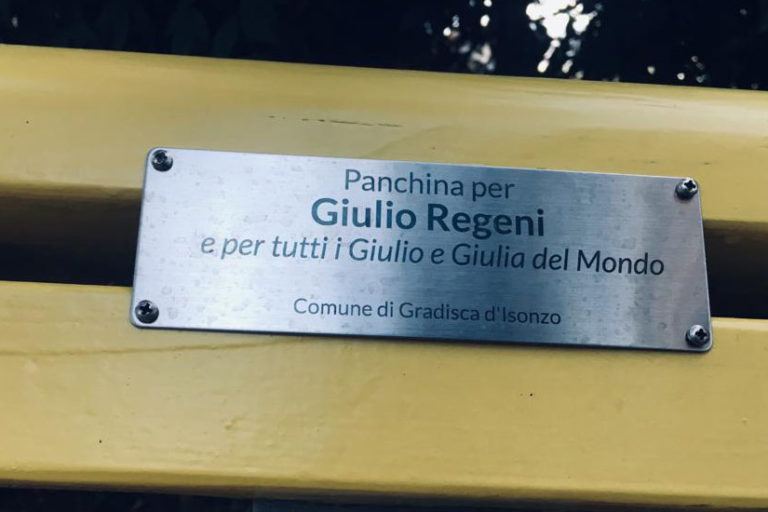 Panchina per
Giulio Regeni
e per tutti i Giulio e Giulia del Mondo
Comune di Gradisca d'Isonzo